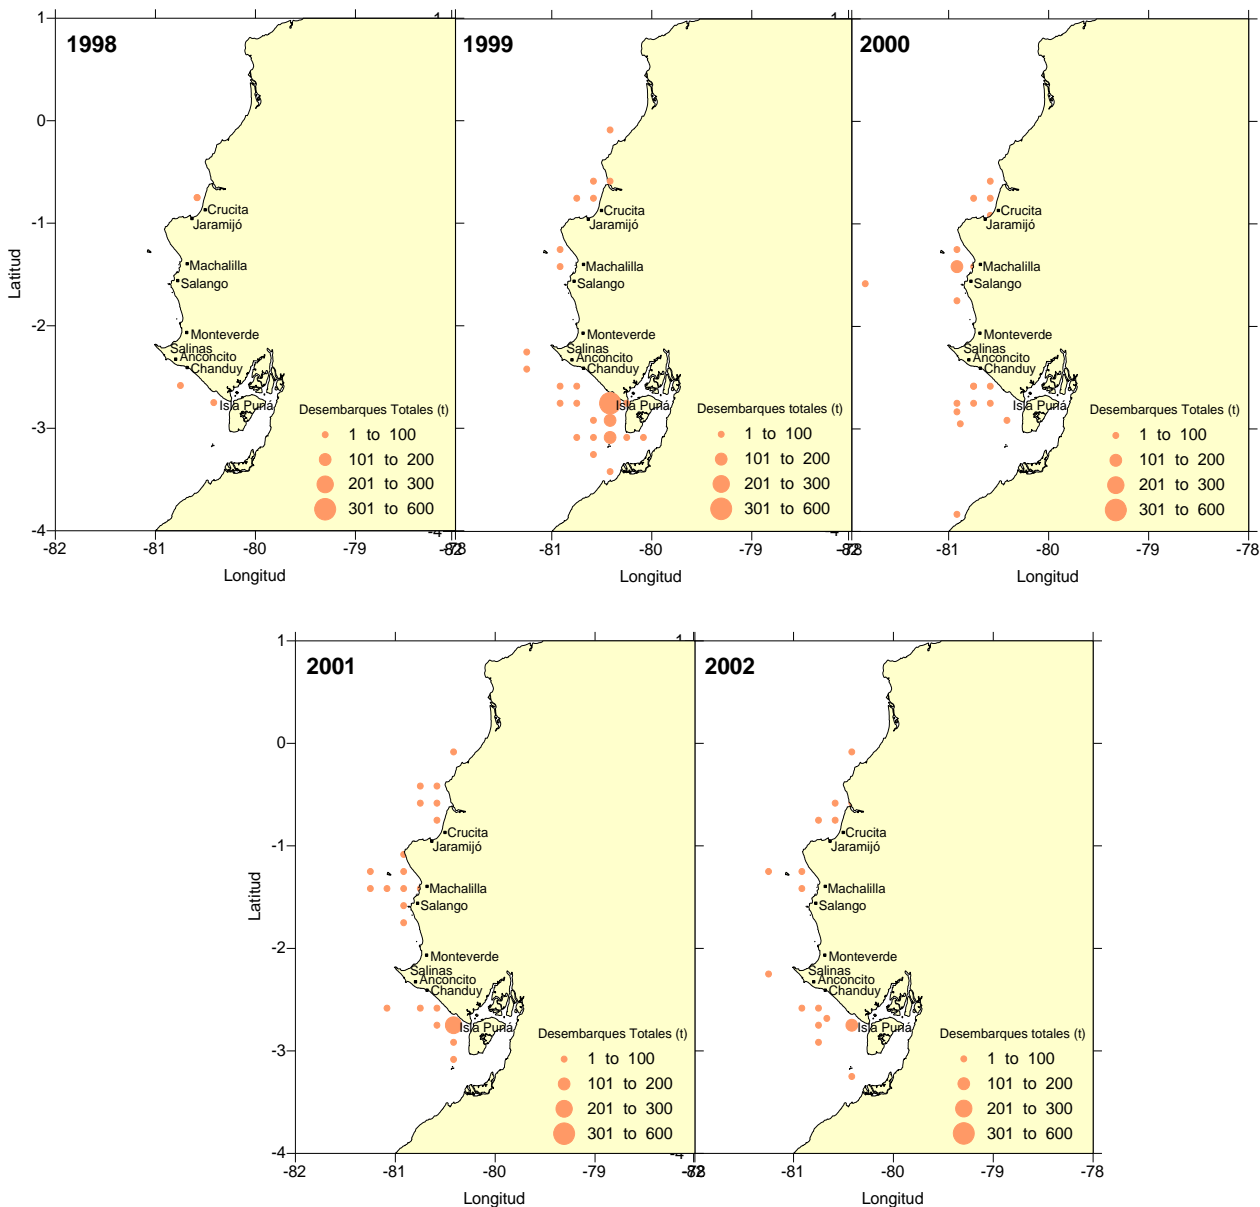 1
1998
0
Crucita
Jaramijó
-1
Machalilla
Salango
-2
Monteverde
Salinas
Anconcito
Chanduy
Isla Puná
-3
-4
Desembarques Totales (t)
1 to 100
101 to 200
201 to 300
301 to 600
-82
-81
-80
-79
Latitud
Longitud
1
1999
Crucita
Jaramijó
Machalilla
Salango
Monteverde
Salinas
Anconcito
Chanduy
Isla Puná
Desembarques totales (t)
1 to 100
101 to 200
201 to 300
301 to 600
-81
-80
-79
Longitud
1
2000
Crucita
Jaramijó
Machalilla
Salango
Monteverde
Salinas
Anconcito
Chanduy
Isla Puná
Desembarques Totales (t)
1 to 100
101 to 200
201 to 300
301 to 600
-81
-80
-79
-78
Longitud
1
2001
0
Crucita
Jaramijó
-1
Machalilla
Salango
-2
Monteverde
Salinas
Anconcito
Chanduy
Isla Puná
-3
-4
Desembarques Totales (t)
1 to 100
101 to 200
201 to 300
301 to 600
-82
-81
-80
-79
Latitud
Longitud
1
2002
Crucita
Jaramijó
Machalilla
Salango
Monteverde
Salinas
Anconcito
Chanduy
Isla Puná
Desembarques totales (t)
1 to 100
101 to 200
201 to 300
301 to 600
-81
-80
-79
-78
Longitud